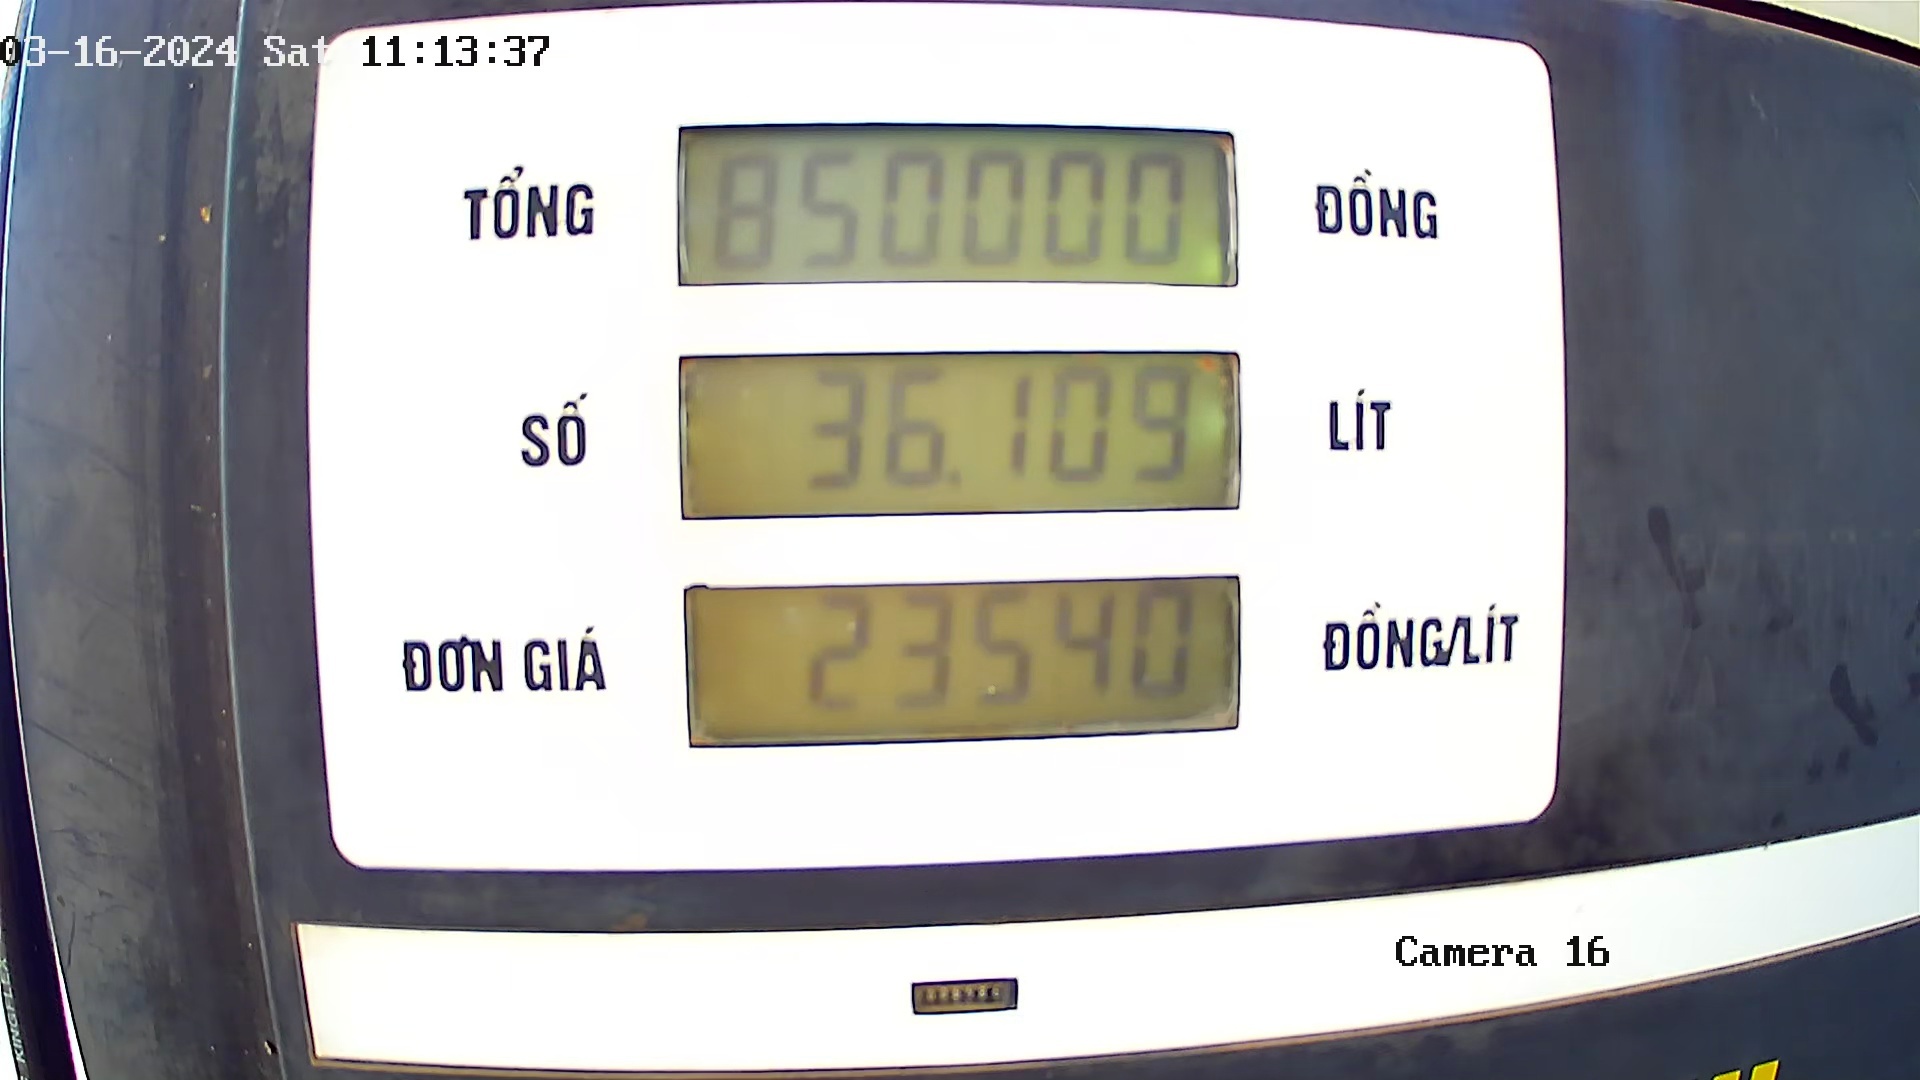 03-16-2024 Sat 11:13:37
TỔNG 850000 ĐỒNG
SỐ 36.109 LÍT
ĐƠN GIÁ 23540 ĐỒNG/LÍT
Camera 16
KINGFLEX